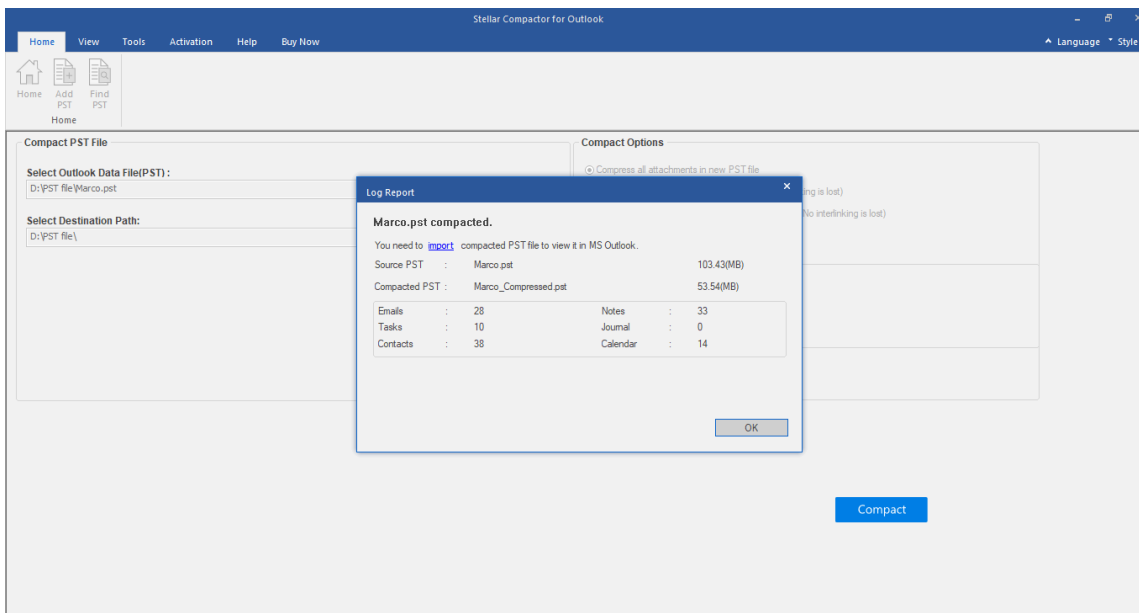 Stellar Compactor for Outlook
Home View Tools Activation Help Buy Now Language Style
Home Add PST Find PST
Home
Compact PST File
Select Outlook Data File(PST) :
D:\PST file\Marco.pst
Select Destination Path:
D:\PST file\
Compact Options
Compress all attachments in new PST file
ing is lost)
No interlinking is lost)
Log Report
Marco.pst compacted.
You need to import compacted PST file to view it in MS Outlook.
Source PST : Marco.pst 103.43(MB)
Compacted PST : Marco_Compressed.pst 53.54(MB)
Emails : 28 Notes : 33
Tasks : 10 Journal : 0
Contacts : 38 Calendar : 14
OK
Compact